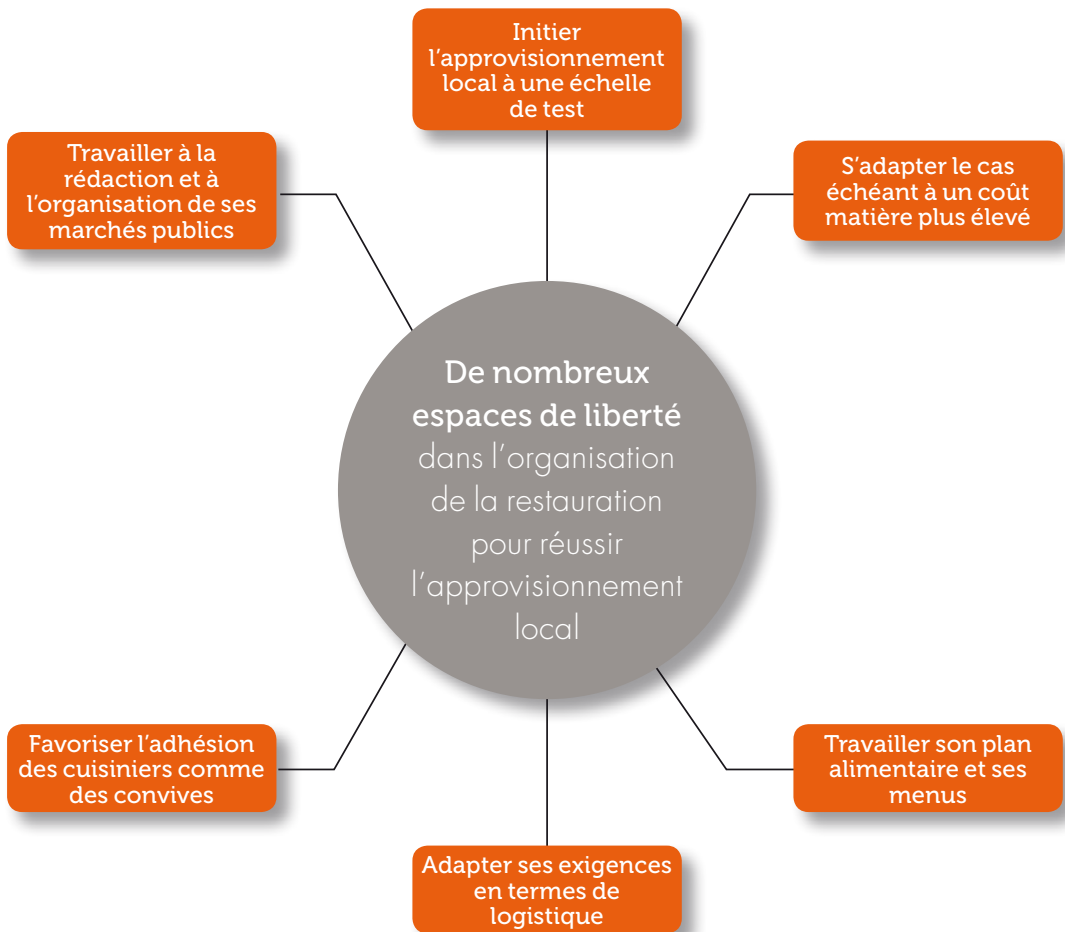 Initier
l’approvisionnement
local à une échelle
de test
Travailler à la
rédaction et à
l’organisation de ses
marchés publics
S’adapter le cas
échéant à un coût
matière plus élevé
De nombreux
espaces de liberté
dans l’organisation
de la restauration
pour réussir
l’approvisionnement
local
Favoriser l’adhésion
des cuisiniers comme
des convives
Travailler son plan
alimentaire et ses
menus
Adapter ses exigences
en termes de
logistique